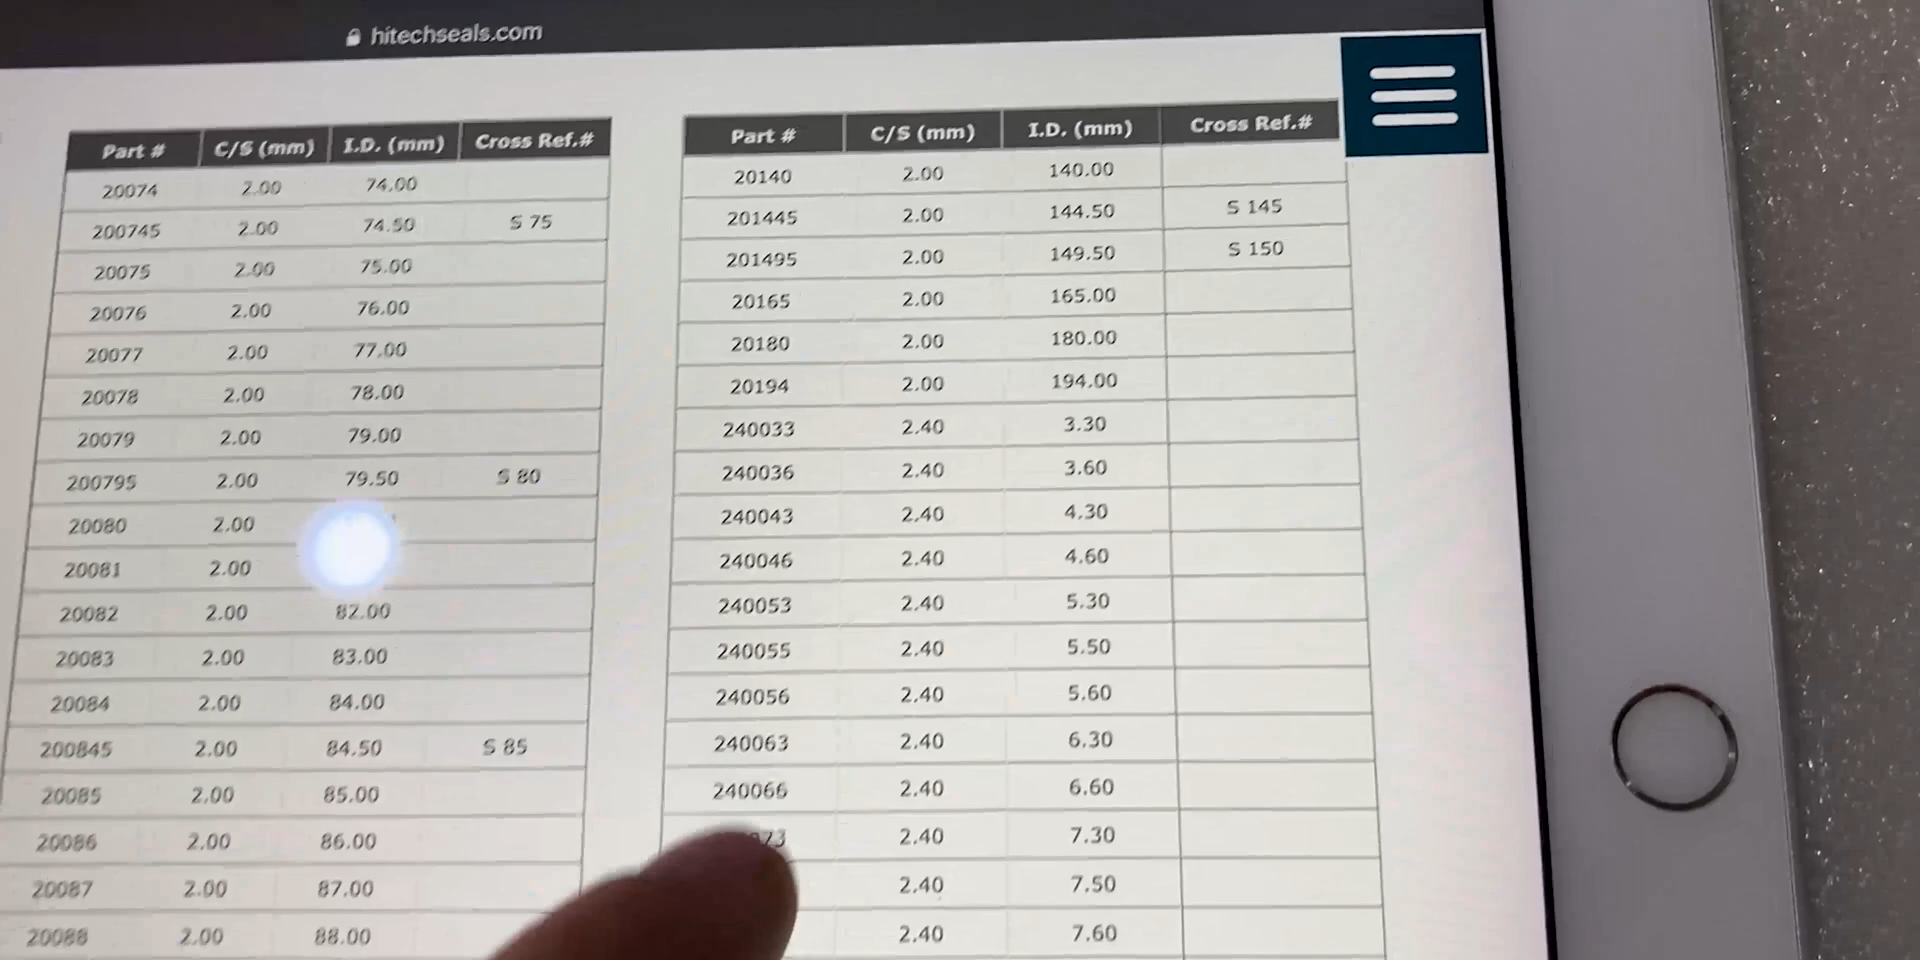 hitechseals.com
Part # C/S (mm) I.D. (mm) Cross Ref.#
20074 2.00 74.00
200745 2.00 74.50 S 75
20075 2.00 75.00
20076 2.00 76.00
20077 2.00 77.00
20078 2.00 78.00
20079 2.00 79.00
200795 2.00 79.50 S 80
20080 2.00
20081 2.00
20082 2.00 82.00
20083 2.00 83.00
20084 2.00 84.00
200845 2.00 84.50 S 85
20085 2.00 85.00
20086 2.00 86.00
20087 2.00 87.00
20088 2.00 88.00
Part # C/S (mm) I.D. (mm) Cross Ref.#
20140 2.00 140.00
201445 2.00 144.50 S 145
201495 2.00 149.50 S 150
20165 2.00 165.00
20180 2.00 180.00
20194 2.00 194.00
240033 2.40 3.30
240036 2.40 3.60
240043 2.40 4.30
240046 2.40 4.60
240053 2.40 5.30
240055 2.40 5.50
240056 2.40 5.60
240063 2.40 6.30
240066 2.40 6.60
2.40 7.30
2.40 7.50
2.40 7.60